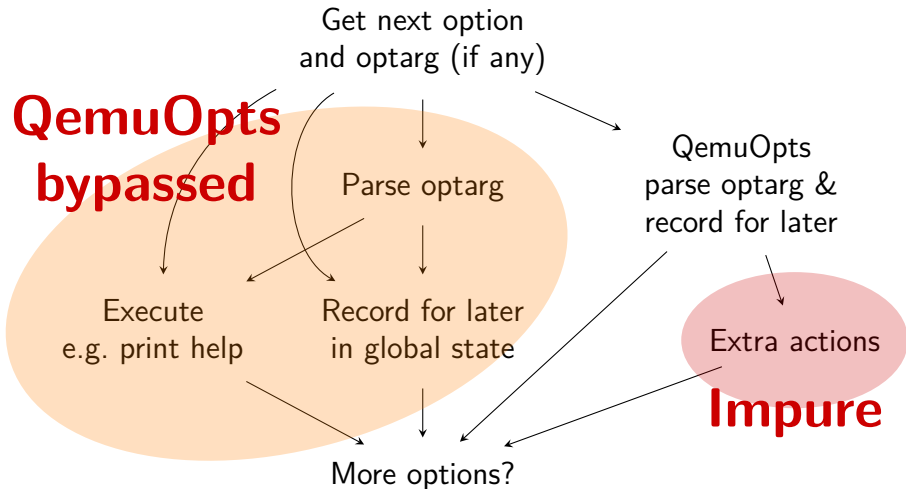 Get next option
and optarg (if any)
QemuOpts
bypassed
QemuOpts
parse optarg &
record for later
Parse optarg
Execute
e.g. print help
Record for later
in global state
Extra actions
Impure
More options?